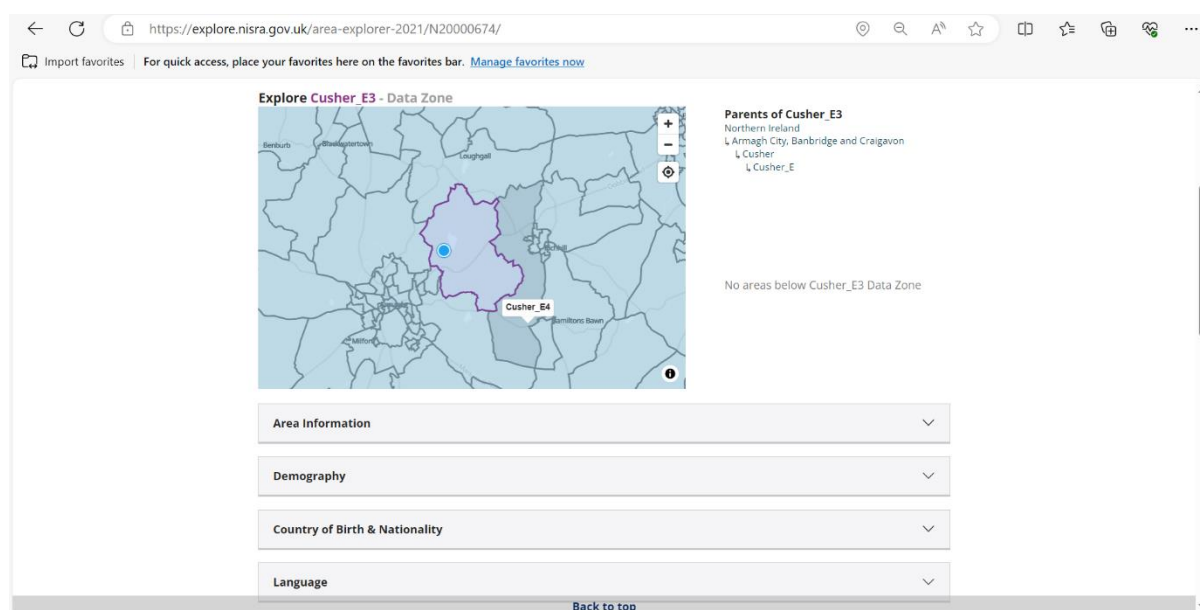 https://explore.nisra.gov.uk/area-explorer-2021/N20000674/
Import favorites
For quick access, place your favorites here on the favorites bar. Manage favorites now
Explore Cusher_E3 - Data Zone
Benburb
Blackwatertown
Loughgall
Cusher_E4
Hamiltons Bawn
Milford
Parents of Cusher_E3
Northern Ireland
↳ Armagh City, Banbridge and Craigavon
↳ Cusher
↳ Cusher_E
No areas below Cusher_E3 Data Zone
Area Information
Demography
Country of Birth & Nationality
Language
Back to top